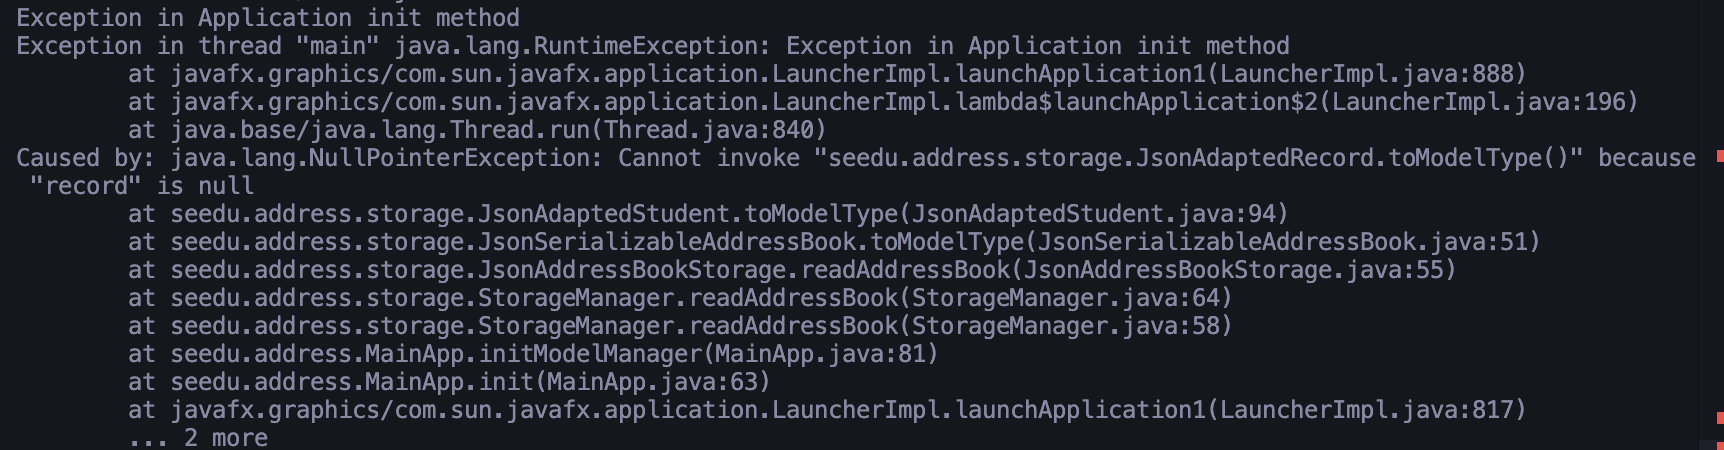 Exception in Application init method
Exception in thread "main" java.lang.RuntimeException: Exception in Application init method
        at javafx.graphics/com.sun.javafx.application.LauncherImpl.launchApplication1(LauncherImpl.java:888)
        at javafx.graphics/com.sun.javafx.application.LauncherImpl.lambda$launchApplication$2(LauncherImpl.java:196)
        at java.base/java.lang.Thread.run(Thread.java:840)
Caused by: java.lang.NullPointerException: Cannot invoke "seedu.address.storage.JsonAdaptedRecord.toModelType()" because
 "record" is null
        at seedu.address.storage.JsonAdaptedStudent.toModelType(JsonAdaptedStudent.java:94)
        at seedu.address.storage.JsonSerializableAddressBook.toModelType(JsonSerializableAddressBook.java:51)
        at seedu.address.storage.JsonAddressBookStorage.readAddressBook(JsonAddressBookStorage.java:55)
        at seedu.address.storage.StorageManager.readAddressBook(StorageManager.java:64)
        at seedu.address.storage.StorageManager.readAddressBook(StorageManager.java:58)
        at seedu.address.MainApp.initModelManager(MainApp.java:81)
        at seedu.address.MainApp.init(MainApp.java:63)
        at javafx.graphics/com.sun.javafx.application.LauncherImpl.launchApplication1(LauncherImpl.java:817)
        ... 2 more